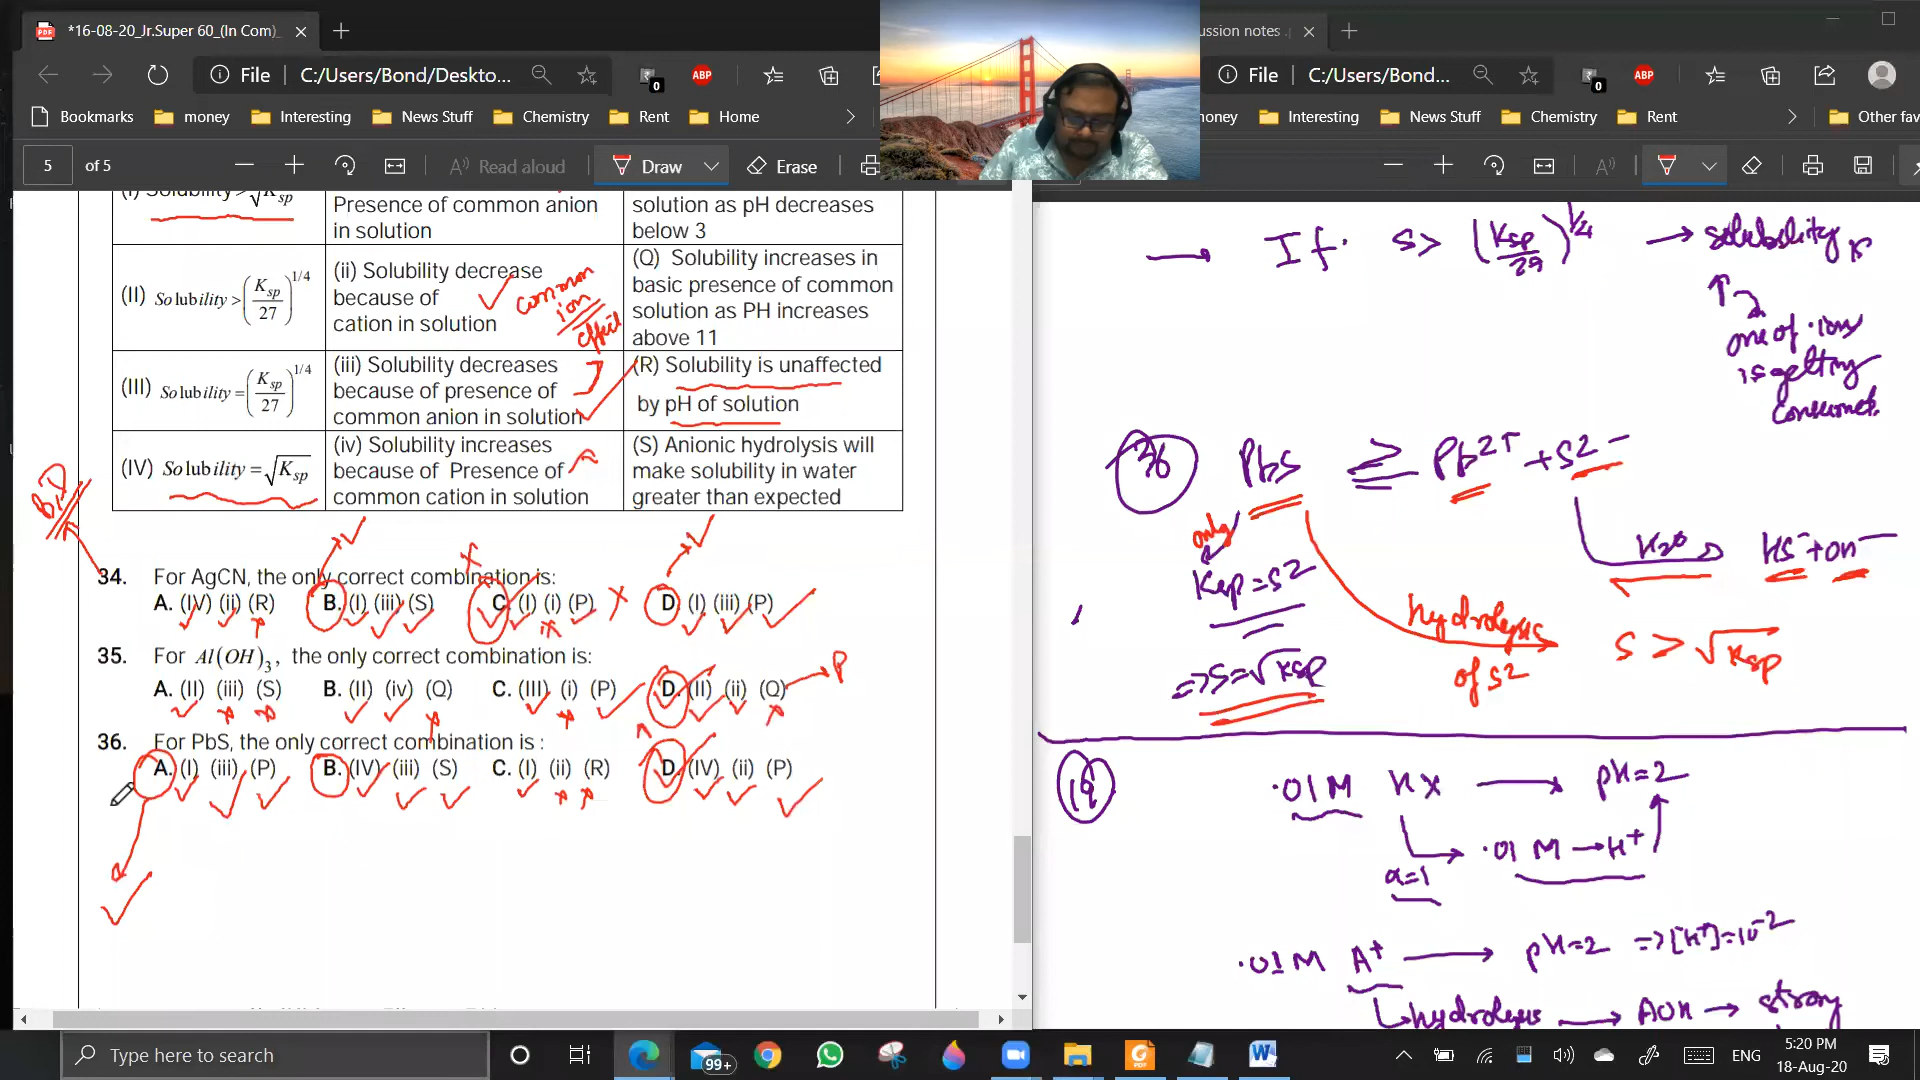 *16-08-20_Jr.Super 60_(In Com)_
ussion notes .
File C:/Users/Bond/Deskto...
ABP
0
File C:/Users/Bond...
ABP
0
Bookmarks money Interesting News Stuff Chemistry Rent Home
money Interesting News Stuff Chemistry Rent Other fav
5 of 5 Read aloud Draw Erase
(I) Solubility > √Ksp
Presence of common anion
in solution
solution as pH decreases
below 3
(II) Solubility > (Ksp/27)^1/4
(ii) Solubility decrease
because of
cation in solution
common
ion
effect
(Q) Solubility increases in
basic presence of common
solution as PH increases
above 11
(III) Solubility = (Ksp/27)^1/4
(iii) Solubility decreases
because of presence of
common anion in solution
(R) Solubility is unaffected
by pH of solution
(IV) Solubility = √Ksp
(iv) Solubility increases
because of Presence of
common cation in solution
(S) Anionic hydrolysis will
make solubility in water
greater than expected
B,D
34. For AgCN, the only correct combination is:
A. (IV) (ii) (R) B. (I) (iii) (S) C. (I) (i) (P) D. (I) (iii) (P)
35. For Al(OH)3, the only correct combination is:
A. (II) (iii) (S) B. (II) (iv) (Q) C. (III) (i) (P) D. (II) (ii) (Q) → P
36. For PbS, the only correct combination is :
A. (I) (iii) (P) B. (IV) (iii) (S) C. (I) (ii) (R) D. (IV) (ii) (P)
→ If. S > (Ksp/29)^1/4 → solubility is
↑
one of ions
is getting
consumed.
36 PbS ⇌ Pb2+ + S2-
H2O HS- + OH-
only
Ksp = S2
hydrolysis
of S2
S > √Ksp
⇒ S = √Ksp
19 .01 M HX → pH=2
.01 M → H+
α=1
.01 M A+ → pH=2 ⇒ [H+]=10-2
hydrolysis → AOH → strong
Type here to search
99+
ENG
5:20 PM
18-Aug-20